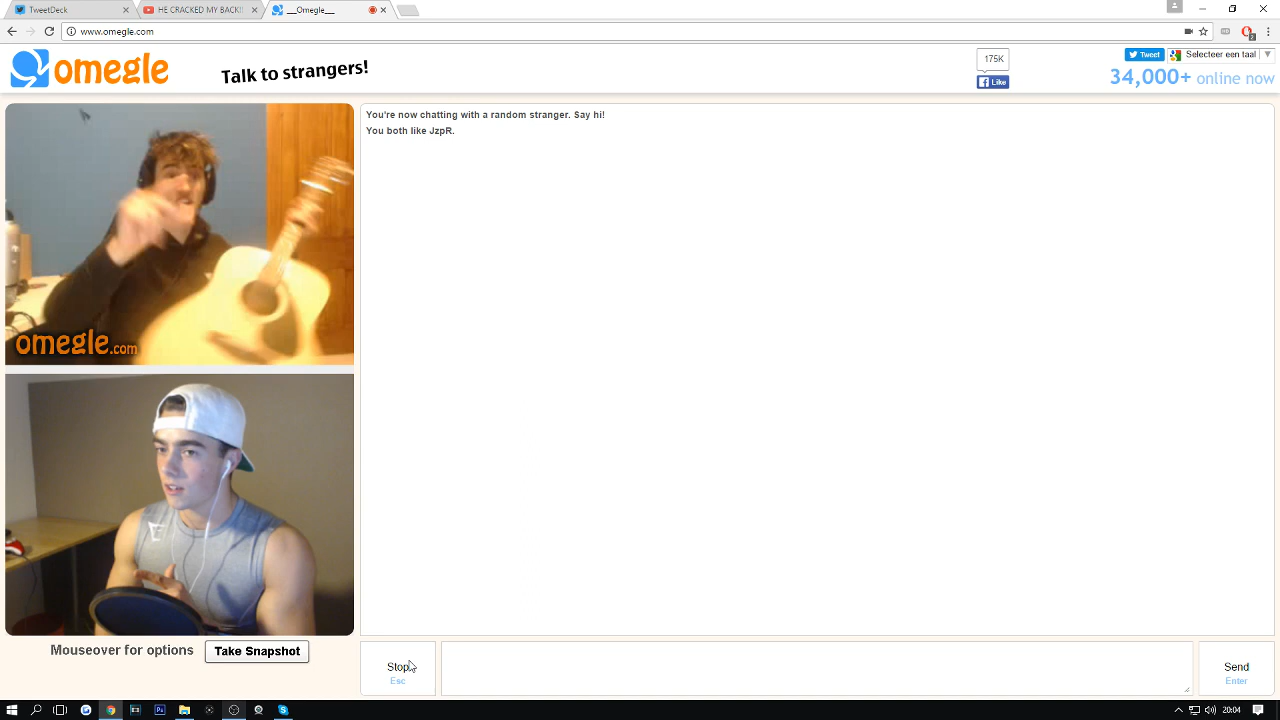 TweetDeck
HE CRACKED MY BACK!!
__Omegle__
www.omegle.com
omegle
Talk to strangers!
175K
Like
Tweet
Selecteer een taal
34,000+ online now
You're now chatting with a random stranger. Say hi!
You both like JzpR.
omegle.com
Mouseover for options
Take Snapshot
Stop
Esc
Send
Enter
20:04